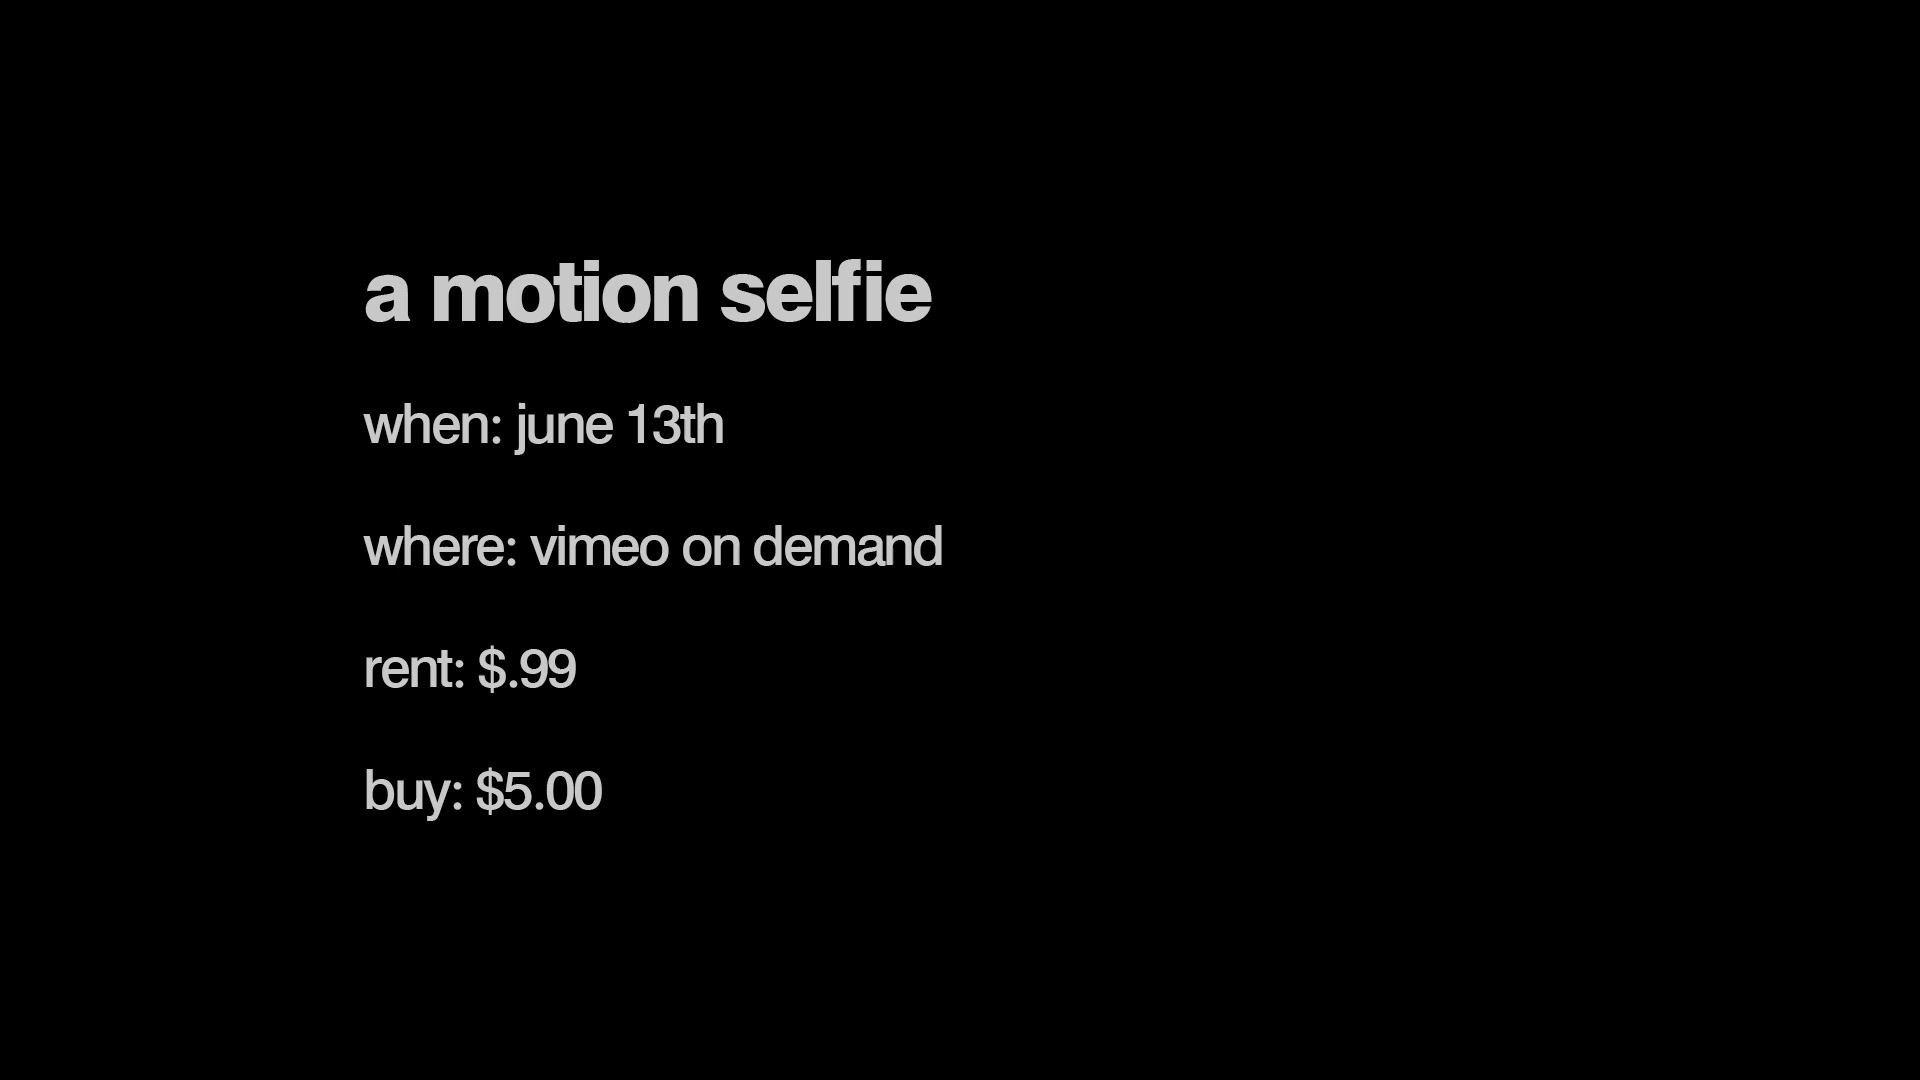 a motion selfie
when: june 13th
where: vimeo on demand
rent: $.99
buy: $5.00